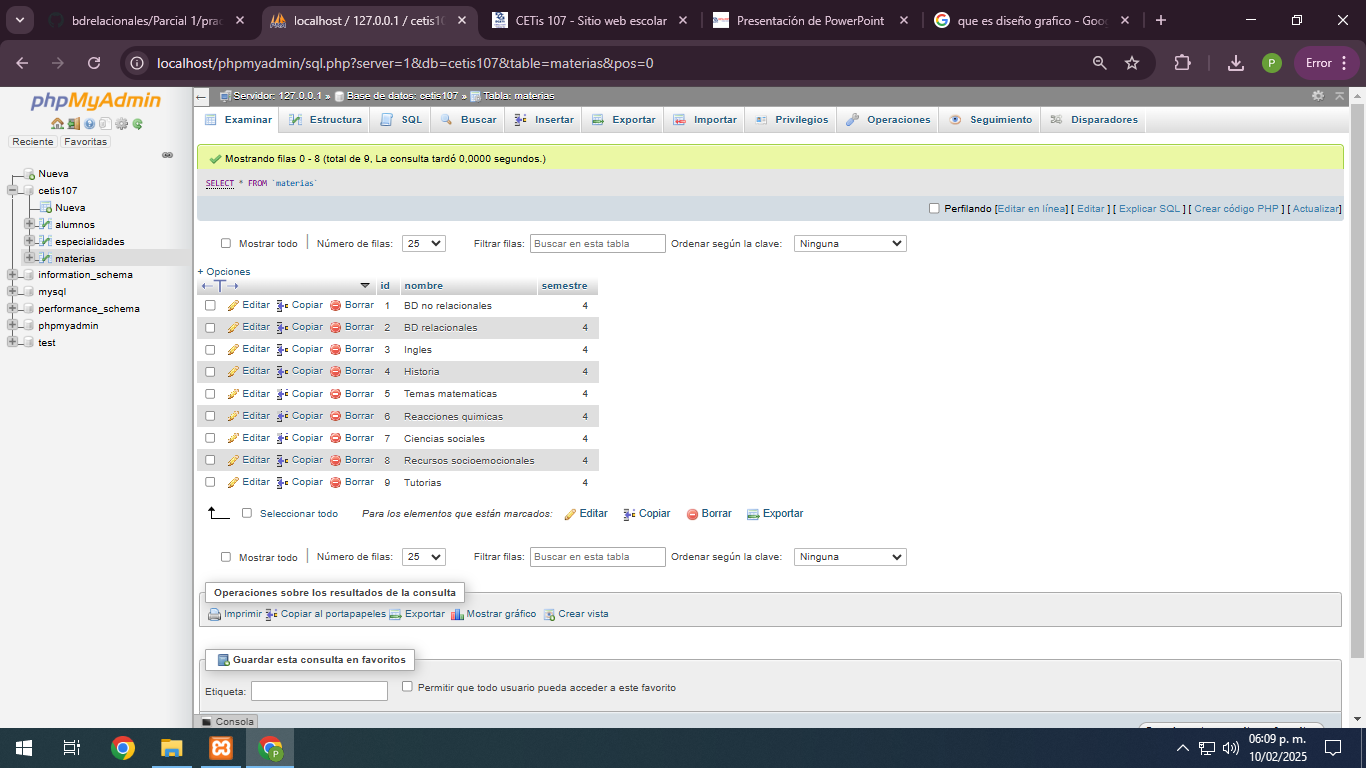 bdrelacionales/Parcial 1/prac
localhost / 127.0.0.1 / cetis10
CETis 107 - Sitio web escolar
Presentación de PowerPoint
que es diseño grafico - Goo
localhost/phpmyadmin/sql.php?server=1&db=cetis107&table=materias&pos=0
P
Error
phpMyAdmin
Reciente Favoritas
Nueva
cetis107
Nueva
alumnos
especialidades
materias
information_schema
mysql
performance_schema
phpmyadmin
test
Servidor: 127.0.0.1 » Base de datos: cetis107 » Tabla: materias
Examinar Estructura SQL Buscar Insertar Exportar Importar Privilegios Operaciones Seguimiento Disparadores
Mostrando filas 0 - 8 (total de 9, La consulta tardó 0,0000 segundos.)
SELECT * FROM `materias`
Perfilando [Editar en línea] [ Editar ] [ Explicar SQL ] [ Crear código PHP ] [ Actualizar]
Mostrar todo | Número de filas: 25 Filtrar filas: Buscar en esta tabla Ordenar según la clave: Ninguna
+ Opciones
←T→ id nombre semestre
Editar Copiar Borrar 1 BD no relacionales 4
Editar Copiar Borrar 2 BD relacionales 4
Editar Copiar Borrar 3 Ingles 4
Editar Copiar Borrar 4 Historia 4
Editar Copiar Borrar 5 Temas matematicas 4
Editar Copiar Borrar 6 Reacciones quimicas 4
Editar Copiar Borrar 7 Ciencias sociales 4
Editar Copiar Borrar 8 Recursos socioemocionales 4
Editar Copiar Borrar 9 Tutorias 4
Seleccionar todo Para los elementos que están marcados: Editar Copiar Borrar Exportar
Mostrar todo | Número de filas: 25 Filtrar filas: Buscar en esta tabla Ordenar según la clave: Ninguna
Operaciones sobre los resultados de la consulta
Imprimir Copiar al portapapeles Exportar Mostrar gráfico Crear vista
Guardar esta consulta en favoritos
Etiqueta: Permitir que todo usuario pueda acceder a este favorito
Consola
06:09 p. m.
10/02/2025